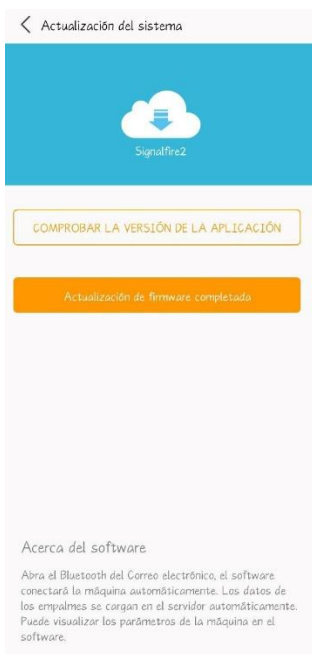 Actualización del sistema
Signalfire2
COMPROBAR LA VERSIÓN DE LA APLICACIÓN
Actualización de firmware completada
Acerca del software
Abra el Bluetooth del Correo electrónico, el software
conectará la máquina automáticamente. Los datos de
los empalmes se cargan en el servidor automáticamente.
Puede visualizar los parámetros de la máquina en el
software.